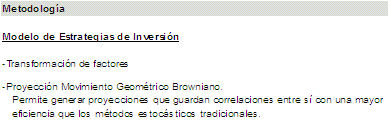 Metodología
Modelo de Estrategias de Inversión
-Transformación de factores
-Proyección Movimiento Geométrico Browniano.
Permite generar proyecciones que guardan correlaciones entre sí con una mayor
eficiencia que los métodos estocásticos tradicionales.